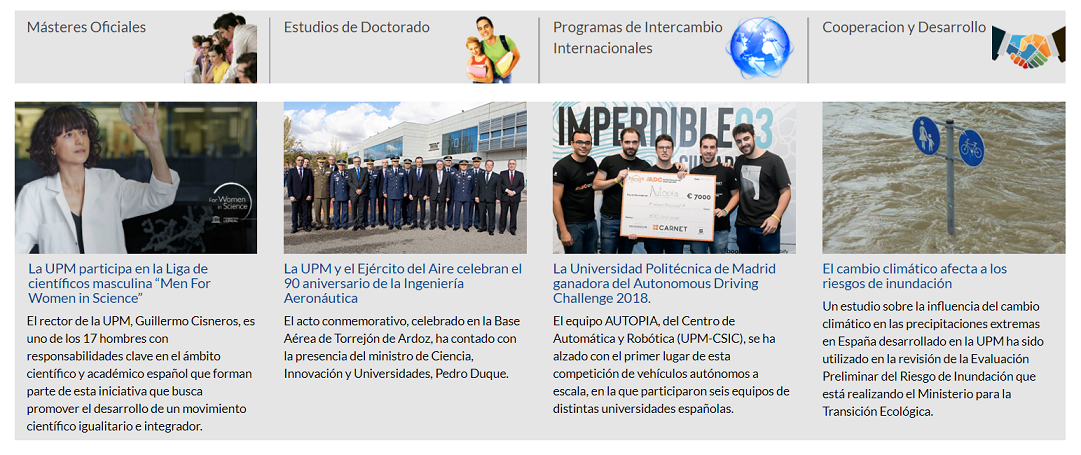 Másteres Oficiales
Estudios de Doctorado
Programas de Intercambio
Internacionales
Cooperacion y Desarrollo
For Women
in Science
La UPM participa en la Liga de
científicos masculina “Men For
Women in Science”
El rector de la UPM, Guillermo Cisneros, es
uno de los 17 hombres con
responsabilidades clave en el ámbito
científico y académico español que forman
parte de esta iniciativa que busca
promover el desarrollo de un movimiento
científico igualitario e integrador.
La UPM y el Ejército del Aire celebran el
90 aniversario de la Ingeniería
Aeronáutica
El acto conmemorativo, celebrado en la Base
Aérea de Torrejón de Ardoz, ha contado con
la presencia del ministro de Ciencia,
Innovación y Universidades, Pedro Duque.
IMPERDIBLE03
ADC
Autopia
€ 7000
CARNET
La Universidad Politécnica de Madrid
ganadora del Autonomous Driving
Challenge 2018.
El equipo AUTOPIA, del Centro de
Automática y Robótica (UPM-CSIC), se ha
alzado con el primer lugar de esta
competición de vehículos autónomos a
escala, en la que participaron seis equipos de
distintas universidades españolas.
El cambio climático afecta a los
riesgos de inundación
Un estudio sobre la influencia del cambio
climático en las precipitaciones extremas
en España desarrollado en la UPM ha sido
utilizado en la revisión de la Evaluación
Preliminar del Riesgo de Inundación que
está realizando el Ministerio para la
Transición Ecológica.